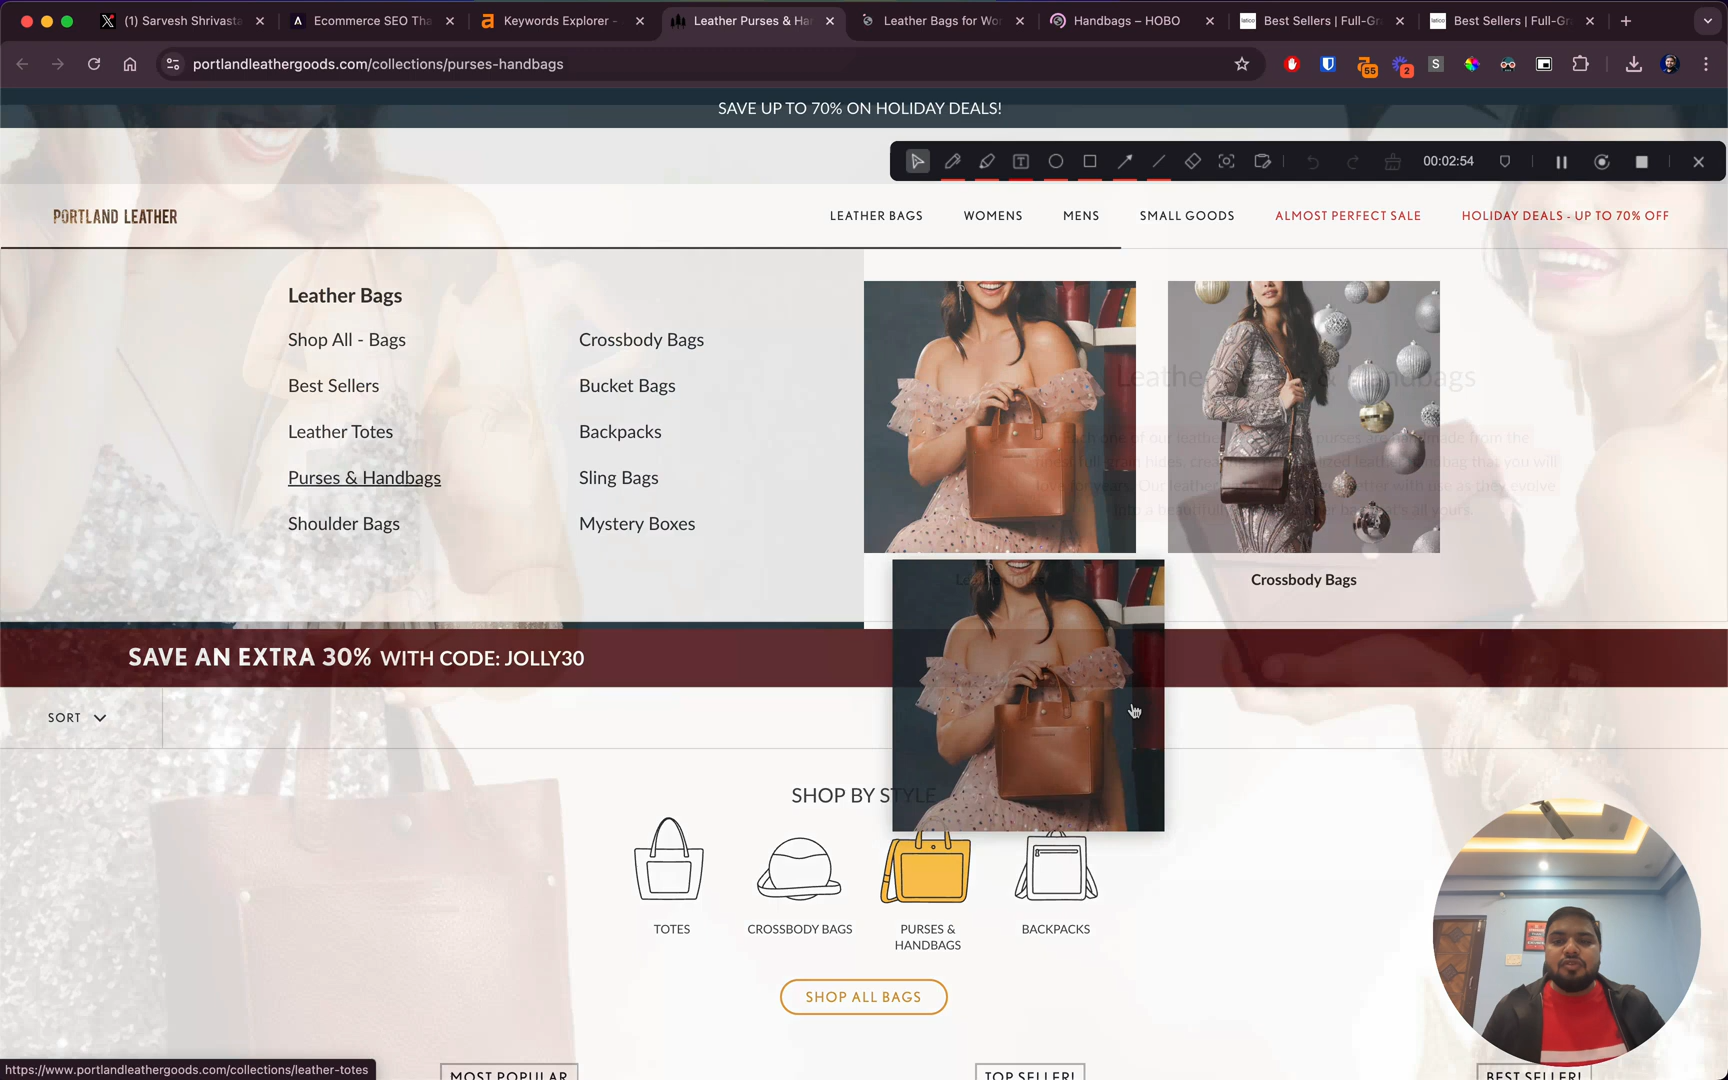 (1) Sarvesh Shrivasta
Ecommerce SEO Tha
Keywords Explorer -
Leather Purses & Ha
Leather Bags for Wo
Handbags – HOBO
Best Sellers | Full-Gr
Best Sellers | Full-Gr
portlandleathergoods.com/collections/purses-handbags
55
2
S
SAVE UP TO 70% ON HOLIDAY DEALS!
00:02:54
PORTLAND LEATHER
LEATHER BAGS
WOMENS
MENS
SMALL GOODS
ALMOST PERFECT SALE
HOLIDAY DEALS - UP TO 70% OFF
Leather Bags
Shop All - Bags
Best Sellers
Leather Totes
Purses & Handbags
Shoulder Bags
Crossbody Bags
Bucket Bags
Backpacks
Sling Bags
Mystery Boxes
Crossbody Bags
SAVE AN EXTRA 30% WITH CODE: JOLLY30
SORT
SHOP BY STYLE
TOTES
CROSSBODY BAGS
PURSES &
HANDBAGS
BACKPACKS
SHOP ALL BAGS
MOST POPULAR
TOP SELLER!
BEST SELLER!
https://www.portlandleathergoods.com/collections/leather-totes